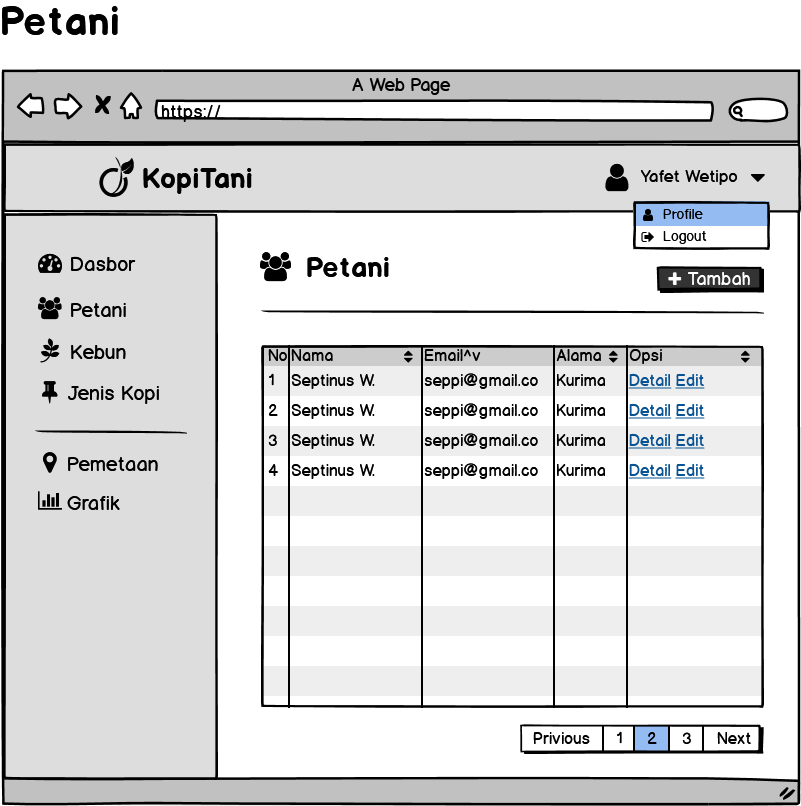 Petani
A Web Page
https://
KopiTani
Yafet Wetipo
Profile
Logout
Dasbor
Petani
Kebun
Jenis Kopi
Pemetaan
Grafik
Petani
+ Tambah
No Nama Email^v Alama Opsi
1 Septinus W. seppi@gmail.co Kurima Detail Edit
2 Septinus W. seppi@gmail.co Kurima Detail Edit
3 Septinus W. seppi@gmail.co Kurima Detail Edit
4 Septinus W. seppi@gmail.co Kurima Detail Edit
Privious 1 2 3 Next